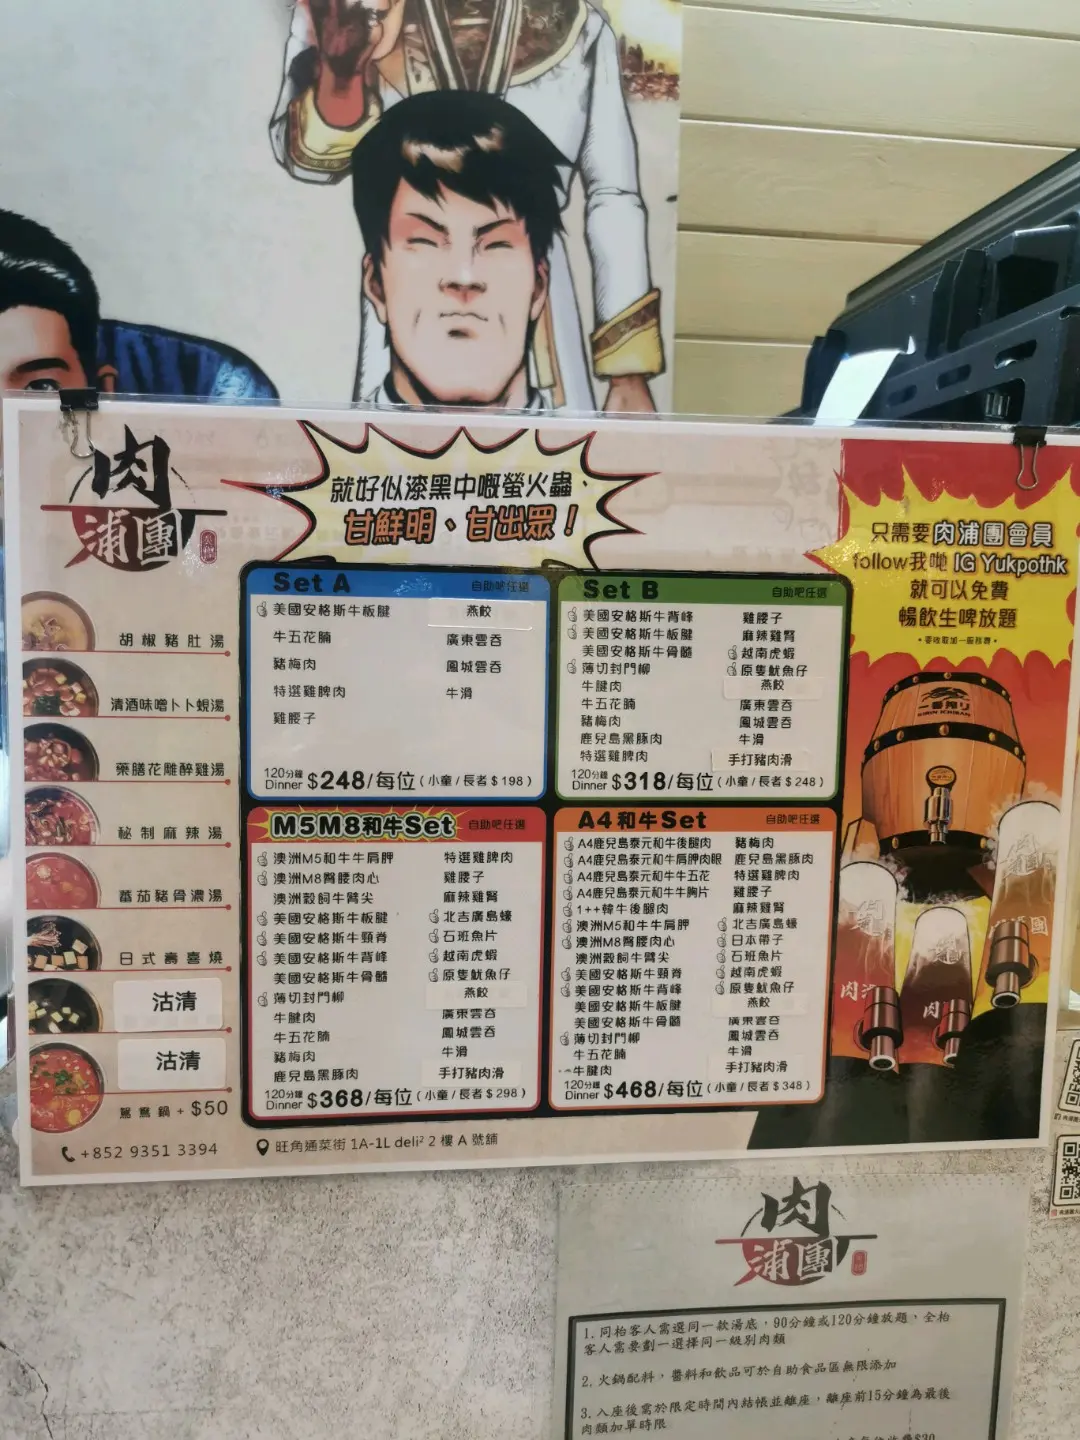 肉
浦團
就好似漆黑中嘅螢火蟲、
甘鮮明、甘出眾！
只需要肉浦團會員
follow我哋 IG Yukpothk
就可以免費
暢飲生啤放題
•要收取加一服務費•
一番搾り
KIRIN ICHIBAN
胡椒豬肚湯
清酒味噌卜卜蜆湯
藥膳花雕醉雞湯
秘制麻辣湯
蕃茄豬骨濃湯
日式壽喜燒
沽清
沽清
鴛鴦鍋 + $50
+852 9351 3394
旺角通菜街 1A-1L deli² 2 樓 A 號舖
Set A 自助吧任選
美國安格斯牛板腱 燕餃
牛五花腩 廣東雲吞
豬梅肉 鳳城雲吞
特選雞脾肉 牛滑
雞腰子
120分鐘
Dinner $248/每位(小童/長者$198)
Set B 自助吧任選
美國安格斯牛背峰 雞腰子
美國安格斯牛板腱 麻辣雞腎
美國安格斯牛骨髓 越南虎蝦
薄切封門柳 原隻魷魚仔
牛腱肉 燕餃
牛五花腩 廣東雲吞
豬梅肉 鳳城雲吞
鹿兒島黑豚肉 牛滑
特選雞脾肉 手打豬肉滑
120分鐘
Dinner $318/每位(小童/長者$248)
M5M8和牛Set 自助吧任選
澳洲M5和牛牛肩胛 特選雞脾肉
澳洲M8臀腰肉心 雞腰子
澳洲穀飼牛臂尖 麻辣雞腎
美國安格斯牛板腱 北吉廣島蠔
美國安格斯牛頸脊 石班魚片
美國安格斯牛背峰 越南虎蝦
美國安格斯牛骨髓 原隻魷魚仔
薄切封門柳 燕餃
牛腱肉 廣東雲吞
牛五花腩 鳳城雲吞
豬梅肉 牛滑
鹿兒島黑豚肉 手打豬肉滑
120分鐘
Dinner $368/每位(小童/長者$298)
A4和牛Set 自助吧任選
A4鹿兒島泰元和牛後腿肉 豬梅肉
A4鹿兒島泰元和牛肩胛肉眼 鹿兒島黑豚肉
A4鹿兒島泰元和牛牛五花 特選雞脾肉
A4鹿兒島泰元和牛牛胸片 雞腰子
1++韓牛後腿肉 麻辣雞腎
澳洲M5和牛牛肩胛 北吉廣島蠔
澳洲M8臀腰肉心 日本帶子
澳洲穀飼牛臂尖 石班魚片
美國安格斯牛頸脊 越南虎蝦
美國安格斯牛背峰 原隻魷魚仔
美國安格斯牛板腱 燕餃
美國安格斯牛骨髓 廣東雲吞
薄切封門柳 鳳城雲吞
牛五花腩 牛滑
牛腱肉 手打豬肉滑
120分鐘
Dinner $468/每位(小童/長者$348)
肉
浦團
1. 同枱客人需選同一款湯底，90分鐘或120分鐘放題，全枱
客人需要劃一選擇同一級別肉類
2. 火鍋配料，醬料和飲品可於自助食品區無限添加
3. 入座後需於限定時間內結帳並離座，離座前15分鐘為最後
肉類加單時限